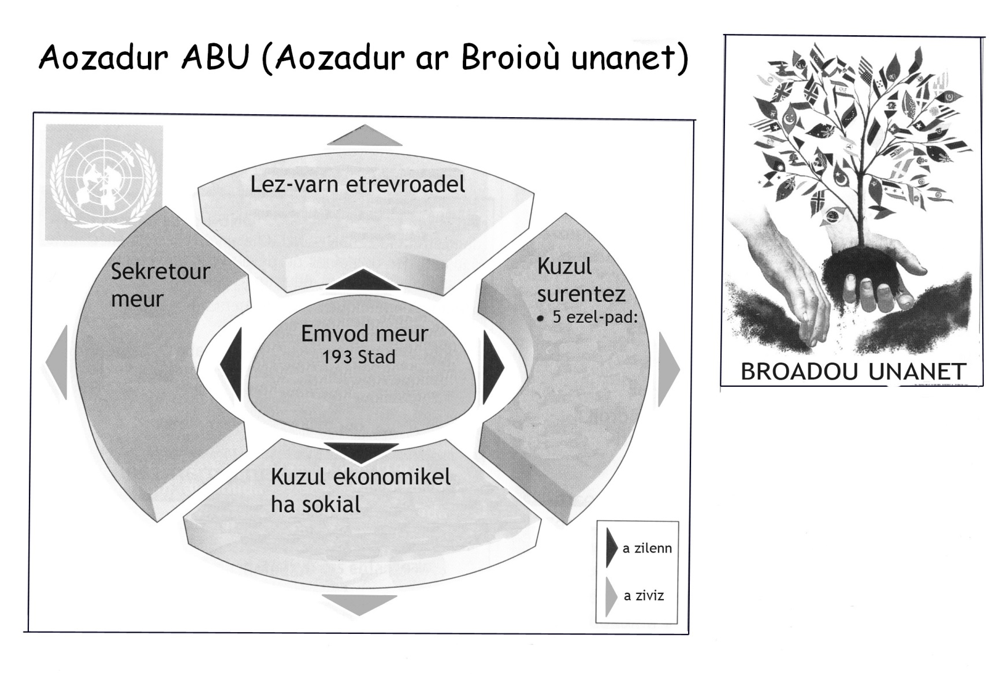 Aozadur ABU (Aozadur ar Broioù unanet)
Lez-varn etrevroadel
Sekretour
meur
Kuzul
surentez
• 5 ezel-pad:
Emvod meur
193 Stad
Kuzul ekonomikel
ha sokial
a zilenn
a ziviz
BROADOU UNANET